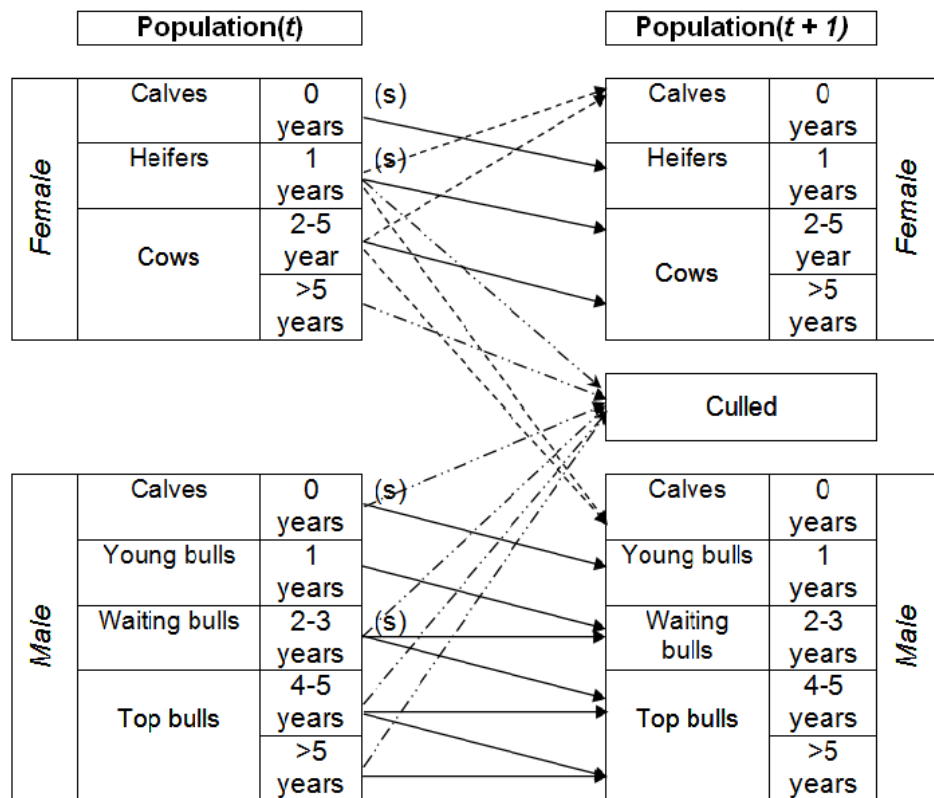 Population(t)
Population(t + 1)
Female
Calves
0
years
(s)
Heifers
1
years
(s)
Cows
2-5
year
>5
years
Calves
0
years
Heifers
1
years
Cows
2-5
year
>5
years
Female
Culled
Male
Calves
0
years
(s)
Young bulls
1
years
Waiting bulls
2-3
years
(s)
Top bulls
4-5
years
>5
years
Calves
0
years
Young bulls
1
years
Waiting
bulls
2-3
years
Top bulls
4-5
years
>5
years
Male